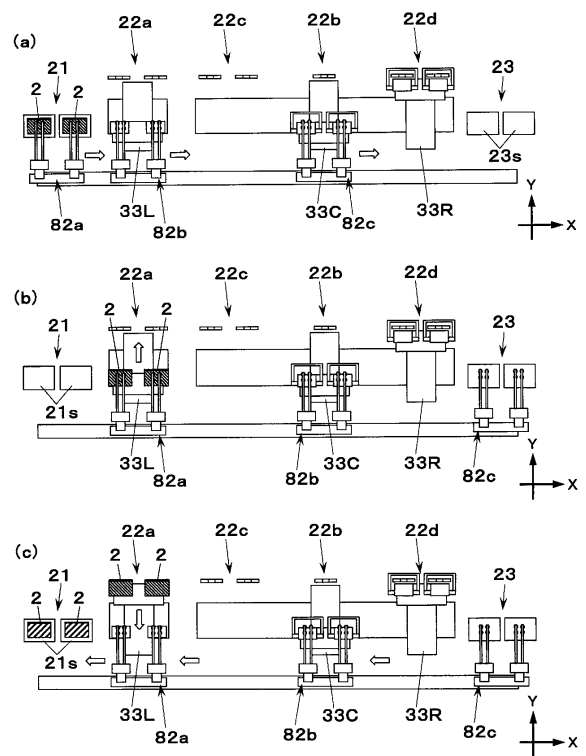 (a)
22a 22c 22b 22d
21 23
2 2
23s
82a 33L 82b 33C 82c 33R
Y
X
(b)
22a 22c 22b 22d
21 2 2 23
21s
33L 82a 82b 33C 33R 82c
Y
X
(c)
22a 22c 22b 22d
21 2 2 23
2 2
21s
33L 82a 82b 33C 33R 82c
Y
X